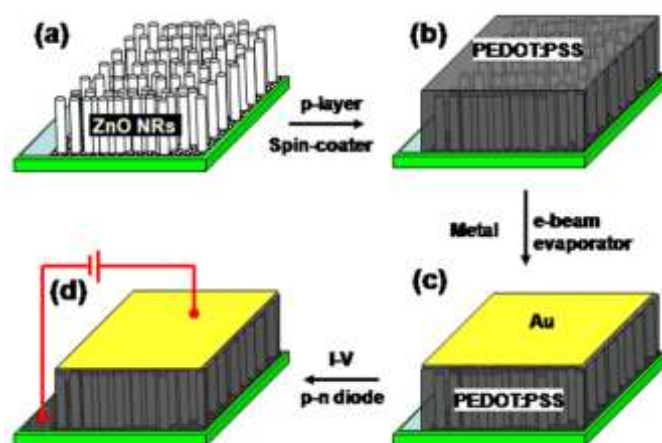 (a)
ZnO NRs
p-layer
Spin-coater
(b)
PEDOT:PSS
Metal
e-beam
evaporator
(c)
Au
PEDOT:PSS
I-V
p-n diode
(d)